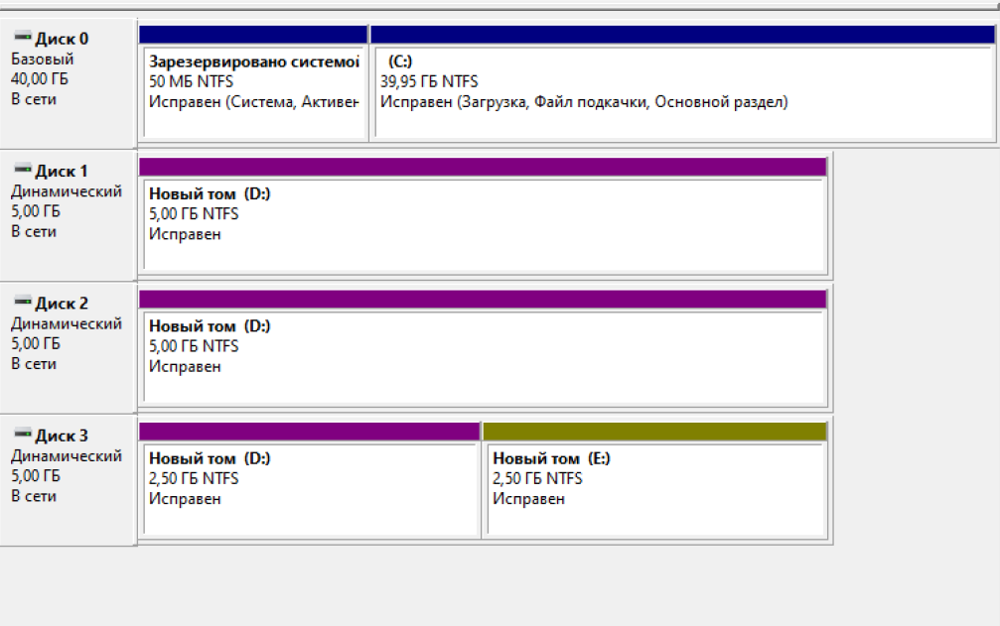 Диск 0
Базовый
40,00 ГБ
В сети
Зарезервировано системой
50 МБ NTFS
Исправен (Система, Активен
(C:)
39,95 ГБ NTFS
Исправен (Загрузка, Файл подкачки, Основной раздел)
Диск 1
Динамический
5,00 ГБ
В сети
Новый том (D:)
5,00 ГБ NTFS
Исправен
Диск 2
Динамический
5,00 ГБ
В сети
Новый том (D:)
5,00 ГБ NTFS
Исправен
Диск 3
Динамический
5,00 ГБ
В сети
Новый том (D:)
2,50 ГБ NTFS
Исправен
Новый том (E:)
2,50 ГБ NTFS
Исправен